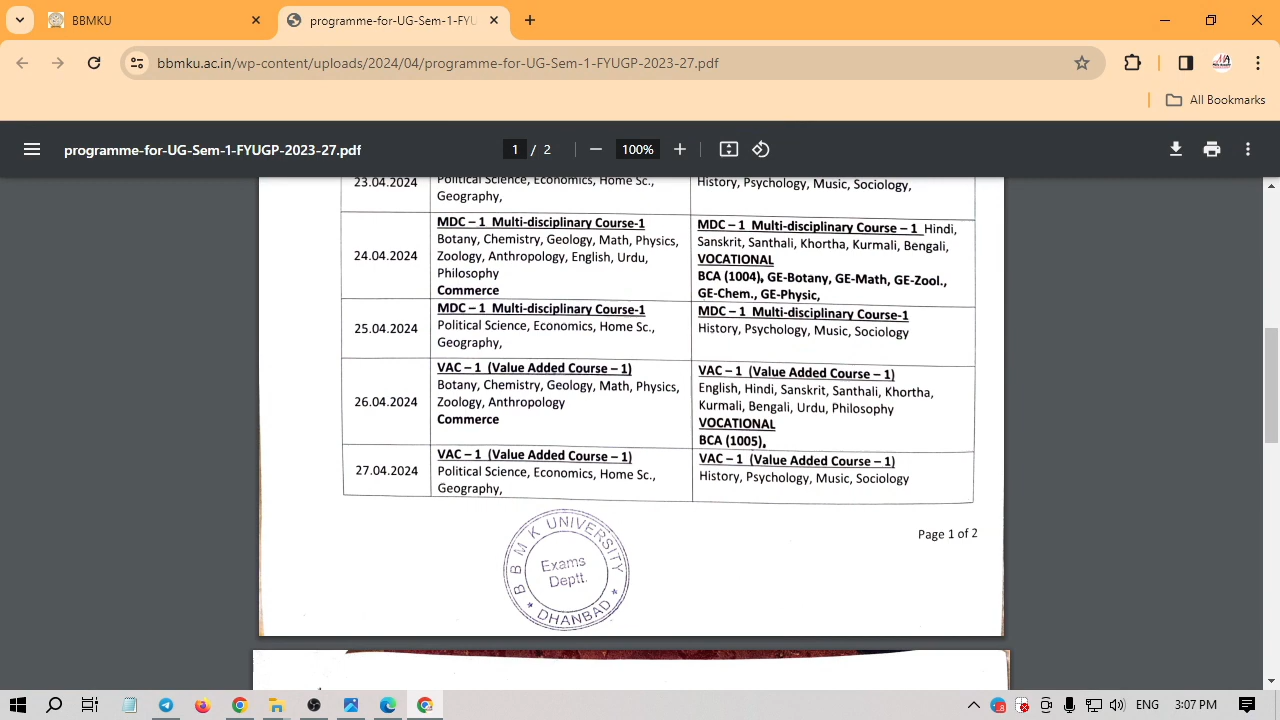 BBMKU
programme-for-UG-Sem-1-FYU
bbmku.ac.in/wp-content/uploads/2024/04/programme-for-UG-Sem-1-FYUGP-2023-27.pdf
All Bookmarks
programme-for-UG-Sem-1-FYUGP-2023-27.pdf
1 / 2
100%
23.04.2024
Political Science, Economics, Home Sc.,
Geography,
History, Psychology, Music, Sociology,
24.04.2024
MDC – 1 Multi-disciplinary Course-1
Botany, Chemistry, Geology, Math, Physics,
Zoology, Anthropology, English, Urdu,
Philosophy
Commerce
MDC – 1 Multi-disciplinary Course – 1 Hindi,
Sanskrit, Santhali, Khortha, Kurmali, Bengali,
VOCATIONAL
BCA (1004), GE-Botany, GE-Math, GE-Zool.,
GE-Chem., GE-Physic,
25.04.2024
MDC – 1 Multi-disciplinary Course-1
Political Science, Economics, Home Sc.,
Geography,
MDC – 1 Multi-disciplinary Course-1
History, Psychology, Music, Sociology
26.04.2024
VAC – 1 (Value Added Course – 1)
Botany, Chemistry, Geology, Math, Physics,
Zoology, Anthropology
Commerce
VAC – 1 (Value Added Course – 1)
English, Hindi, Sanskrit, Santhali, Khortha,
Kurmali, Bengali, Urdu, Philosophy
VOCATIONAL
BCA (1005),
27.04.2024
VAC – 1 (Value Added Course – 1)
Political Science, Economics, Home Sc.,
Geography,
VAC – 1 (Value Added Course – 1)
History, Psychology, Music, Sociology
Page 1 of 2
B B M K UNIVERSITY
Exams
Deptt.
* DHANBAD *
ENG
3:07 PM